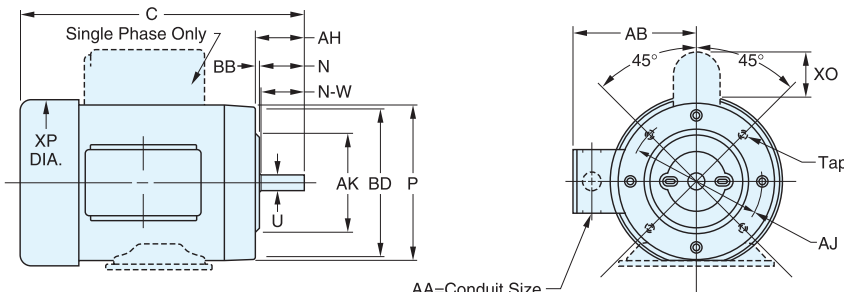 C
Single Phase Only
AH
BB
N
N-W
XP
DIA.
AK
BD
P
U
AB
45°
45°
XO
Tap
AJ
AA-Conduit Size